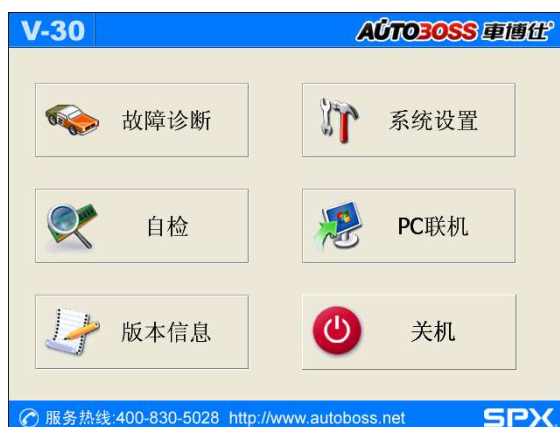 V-30 AUTOBOSS 車博仕
故障诊断 系统设置
自检 PC联机
版本信息 关机
服务热线:400-830-5028 http://www.autoboss.net SPX